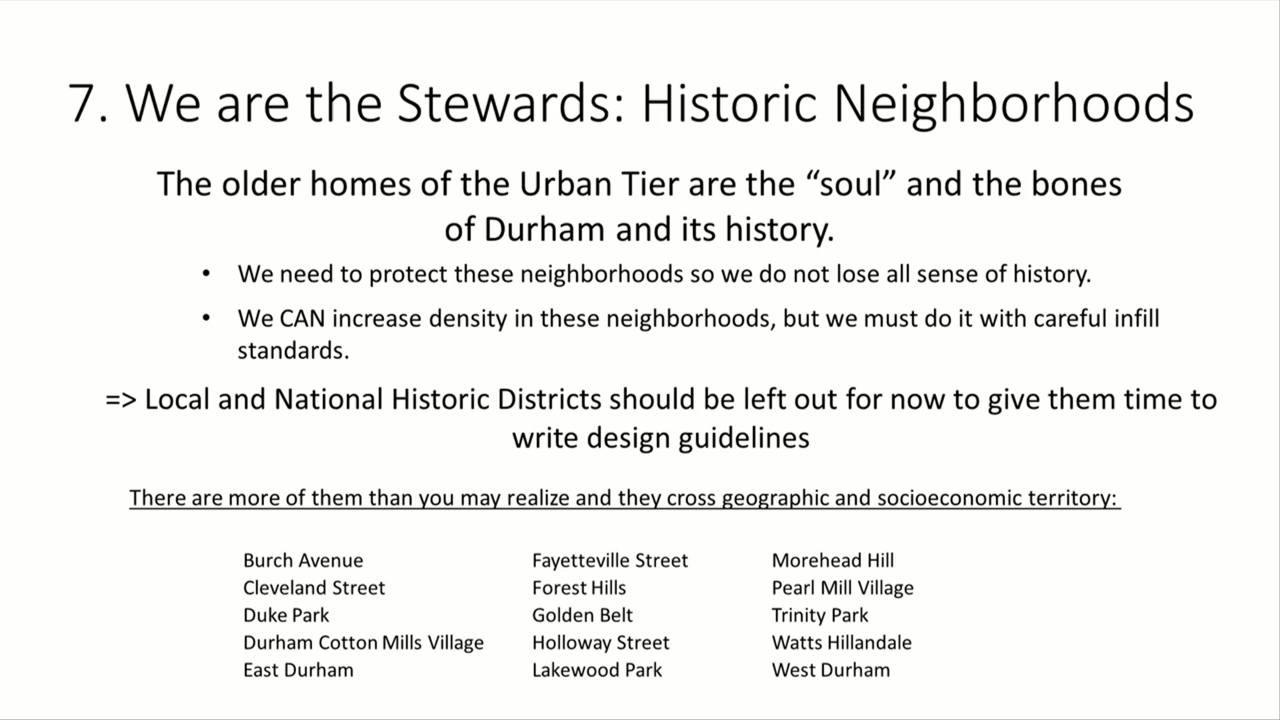 7. We are the Stewards: Historic Neighborhoods
The older homes of the Urban Tier are the “soul” and the bones
of Durham and its history.
• We need to protect these neighborhoods so we do not lose all sense of history.
• We CAN increase density in these neighborhoods, but we must do it with careful infill
standards.
=> Local and National Historic Districts should be left out for now to give them time to
write design guidelines
There are more of them than you may realize and they cross geographic and socioeconomic territory:
Burch Avenue
Cleveland Street
Duke Park
Durham Cotton Mills Village
East Durham
Fayetteville Street
Forest Hills
Golden Belt
Holloway Street
Lakewood Park
Morehead Hill
Pearl Mill Village
Trinity Park
Watts Hillandale
West Durham